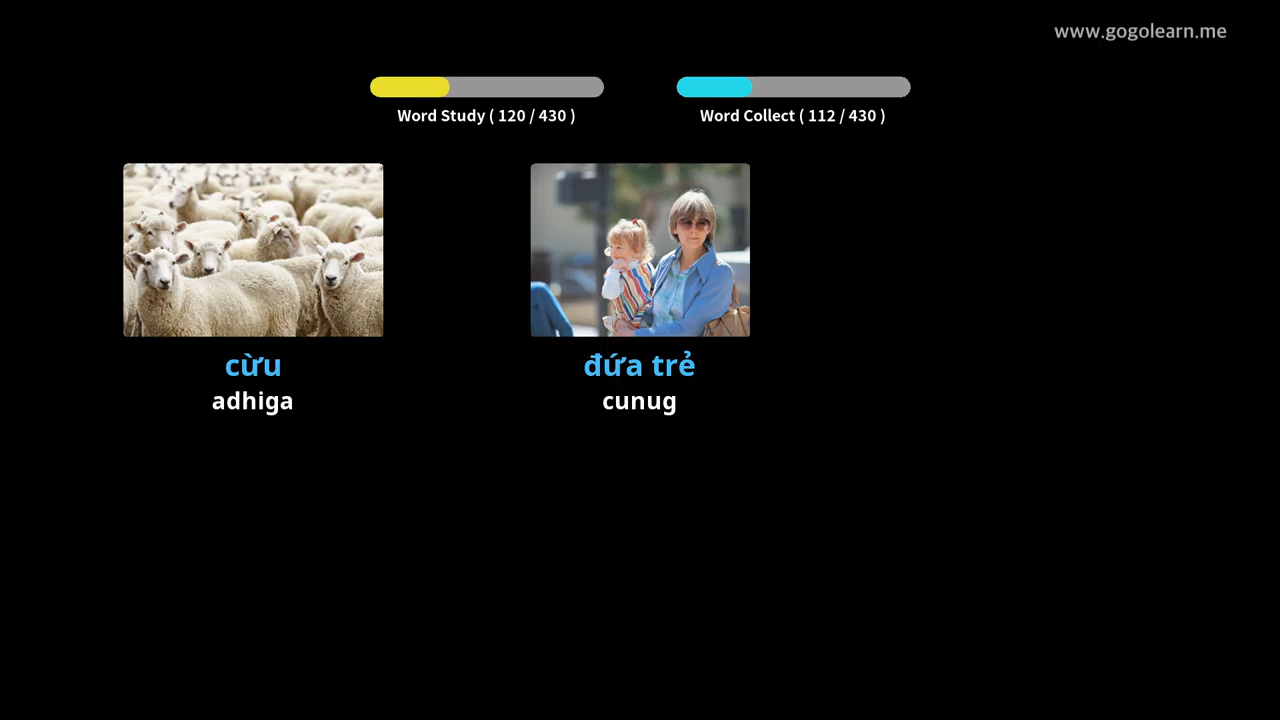 www.gogolearn.me
Word Study ( 120 / 430 )
Word Collect ( 112 / 430 )
cừu
adhiga
đứa trẻ
cunug